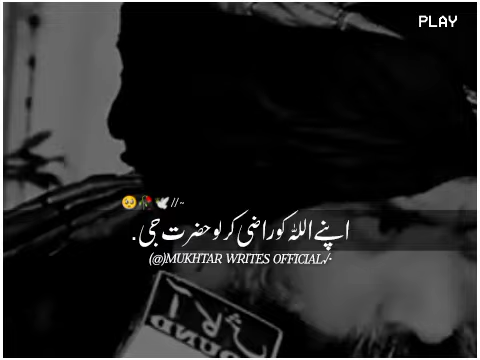 PLAY
🥺🥀🕊️//~
اپنے اللہ کو راضی کر لو حضرت جی.
(@)MUKHTAR WRITES OFFICIAL√·